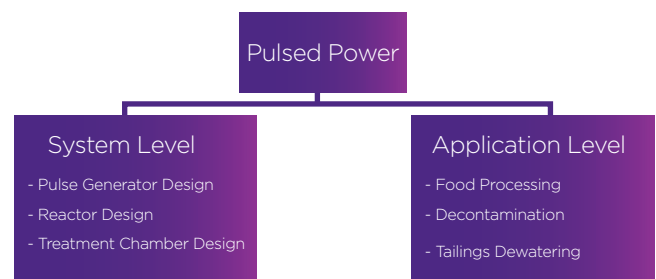 Pulsed Power
System Level
- Pulse Generator Design
- Reactor Design
- Treatment Chamber Design
Application Level
- Food Processing
- Decontamination
- Tailings Dewatering